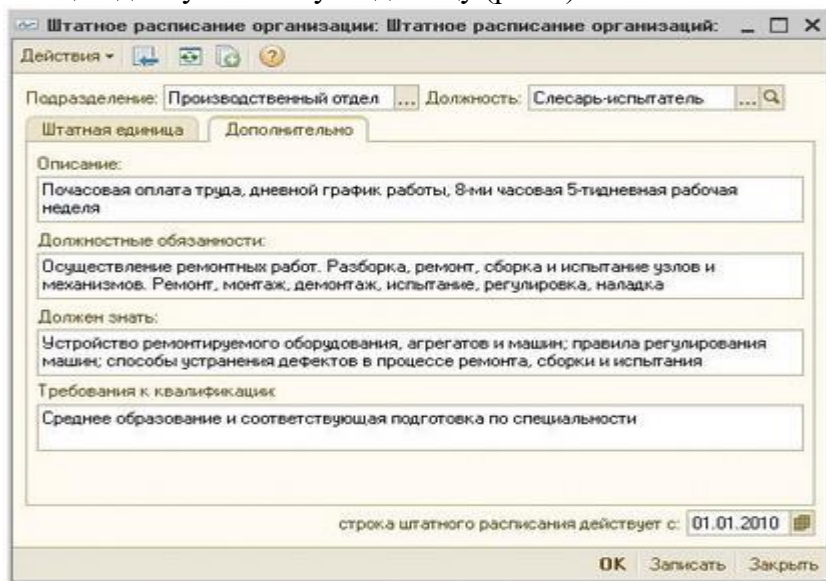 Штатное расписание организации: Штатное расписание организаций:
Действия
Подразделение: Производственный отдел ... Должность: Слесарь-испытатель ...
Штатная единица Дополнительно
Описание:
Почасовая оплата труда, дневной график работы, 8-ми часовая 5-тидневная рабочая
неделя
Должностные обязанности:
Осуществление ремонтных работ. Разборка, ремонт, сборка и испытание узлов и
механизмов. Ремонт, монтаж, демонтаж, испытание, регулировка, наладка
Должен знать:
Устройство ремонтируемого оборудования, агрегатов и машин; правила регулирования
машин; способы устранения дефектов в процессе ремонта, сборки и испытания
Требования к квалификации:
Среднее образование и соответствующая подготовка по специальности
строка штатного расписания действует с: 01.01.2010
OK Записать Закрыть